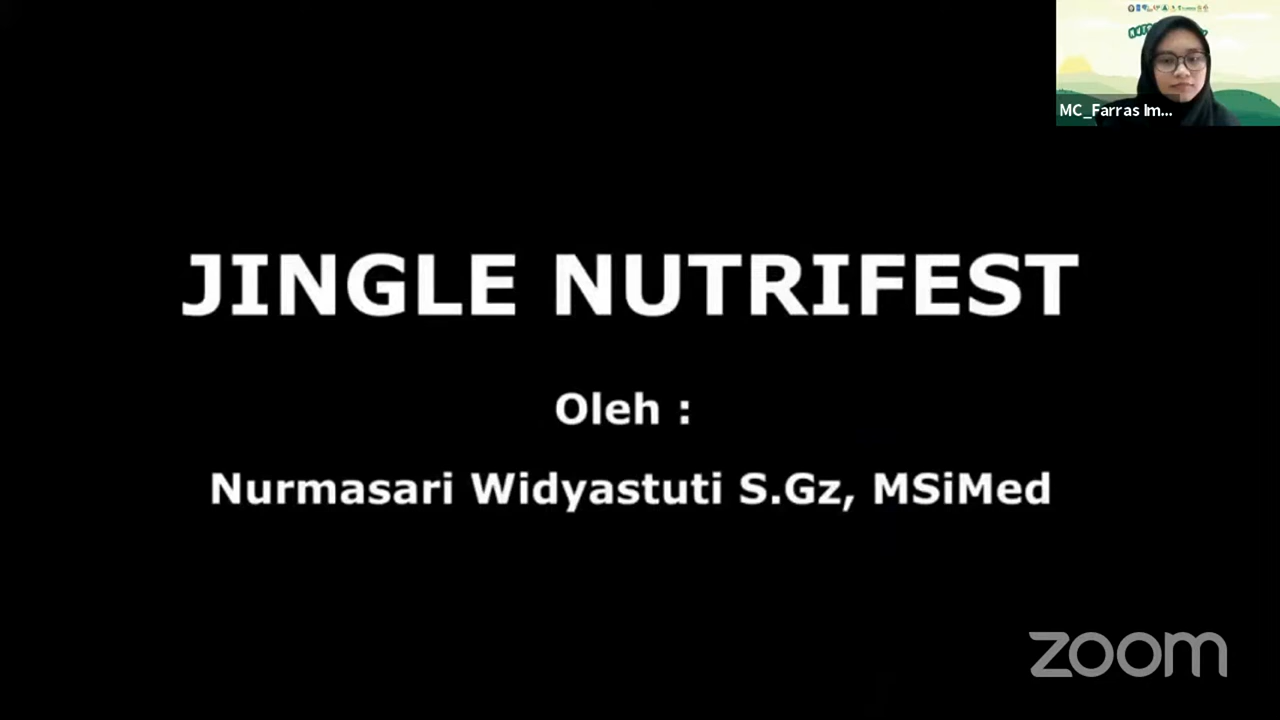 JINGLE NUTRIFEST
Oleh :
Nurmasari Widyastuti S.Gz, MSiMed
MC_Farras Im...
zoom